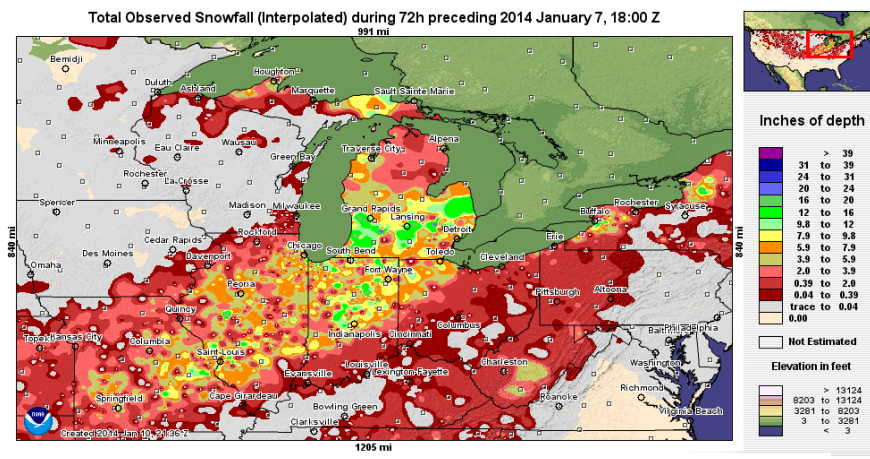 Total Observed Snowfall (Interpolated) during 72h preceding 2014 January 7, 18:00 Z
991 mi
Bemidji
Duluth
Ashland
Houghton
Marquette
Sault Sainte Marie
Minneapolis
Eau Claire
Wausau
Green Bay
Traverse City
Alpena
Rochester
La Crosse
Spencer
Madison
Milwaukee
Grand Rapids
Lansing
Detroit
Buffalo
Rochester
Syracuse
840 mi
840 mi
Omaha
Des Moines
Cedar Rapids
Davenport
Rockford
Chicago
South Bend
Toledo
Cleveland
Erie
Fort Wayne
Peoria
Pittsburgh
Altoona
Quincy
Indianapolis
Cincinnati
Columbus
Philadelphia
Topeka
Kansas City
Columbia
Saint Louis
Evansville
Louisville
Lexington-Fayette
Charleston
Washington
Springfield
Cape Girardeau
Bowling Green
Clarksville
Roanoke
Richmond
Virginia Beach
NOAA
Created 2014 Jan 10, 21:36 Z
1205 mi
Inches of depth
> 39
31 to 39
24 to 31
20 to 24
16 to 20
12 to 16
9.8 to 12
7.9 to 9.8
5.9 to 7.9
3.9 to 5.9
2.0 to 3.9
0.39 to 2.0
0.04 to 0.39
trace to 0.04
0.00
Not Estimated
Elevation in feet
> 13124
8203 to 13124
3281 to 8203
3 to 3281
< 3